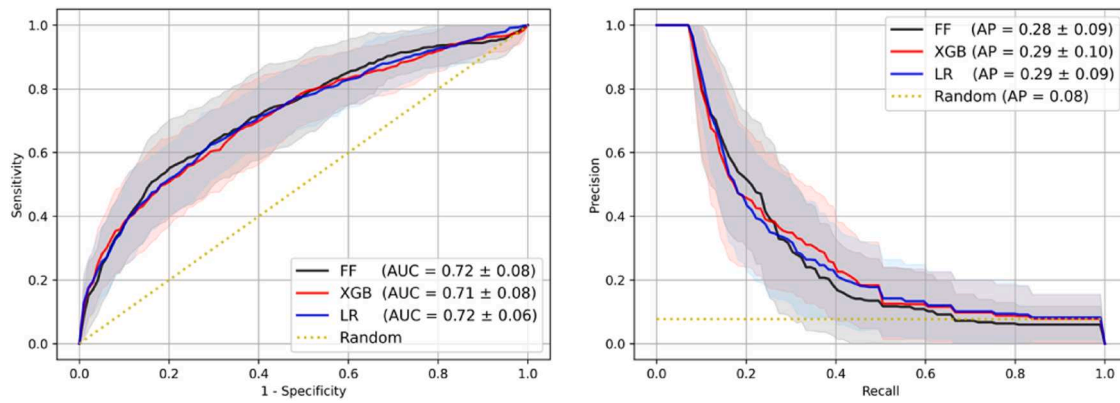 1.0
0.8
0.6
0.4
0.2
0.0
Sensitivity
0.0 0.2 0.4 0.6 0.8 1.0
1 - Specificity
FF (AUC = 0.72 ± 0.08)
XGB (AUC = 0.71 ± 0.08)
LR (AUC = 0.72 ± 0.06)
Random
1.0
0.8
0.6
0.4
0.2
0.0
Precision
0.0 0.2 0.4 0.6 0.8 1.0
Recall
FF (AP = 0.28 ± 0.09)
XGB (AP = 0.29 ± 0.10)
LR (AP = 0.29 ± 0.09)
Random (AP = 0.08)